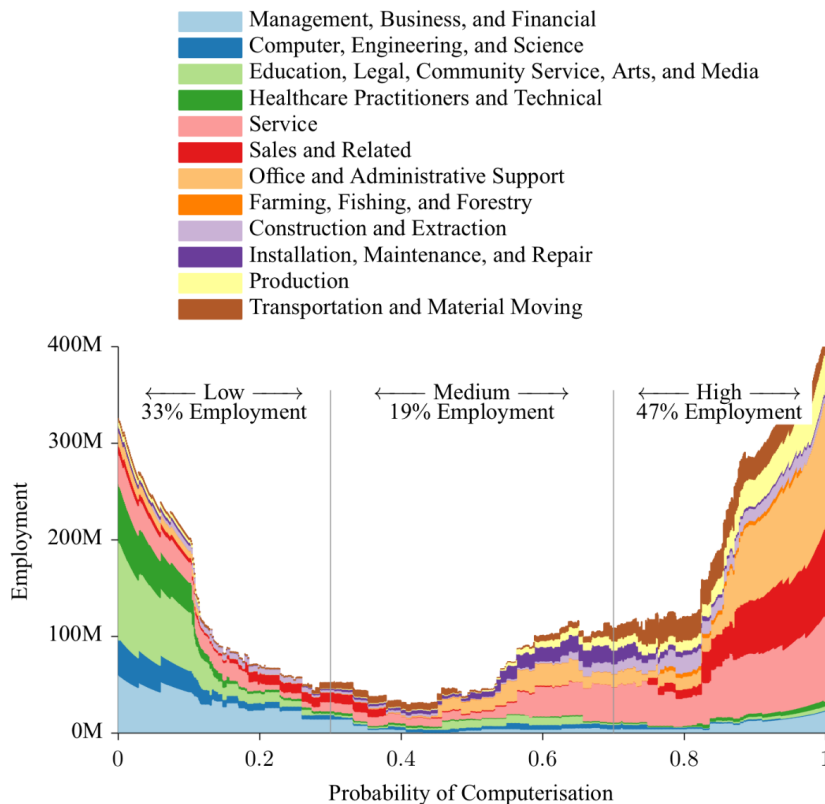 Management, Business, and Financial
Computer, Engineering, and Science
Education, Legal, Community Service, Arts, and Media
Healthcare Practitioners and Technical
Service
Sales and Related
Office and Administrative Support
Farming, Fishing, and Forestry
Construction and Extraction
Installation, Maintenance, and Repair
Production
Transportation and Material Moving
400M
Low
Medium
High
33% Employment
19% Employment
47% Employment
300M
200M
100M
0M
Employment
0
0.2
0.4
0.6
0.8
1
Probability of Computerisation